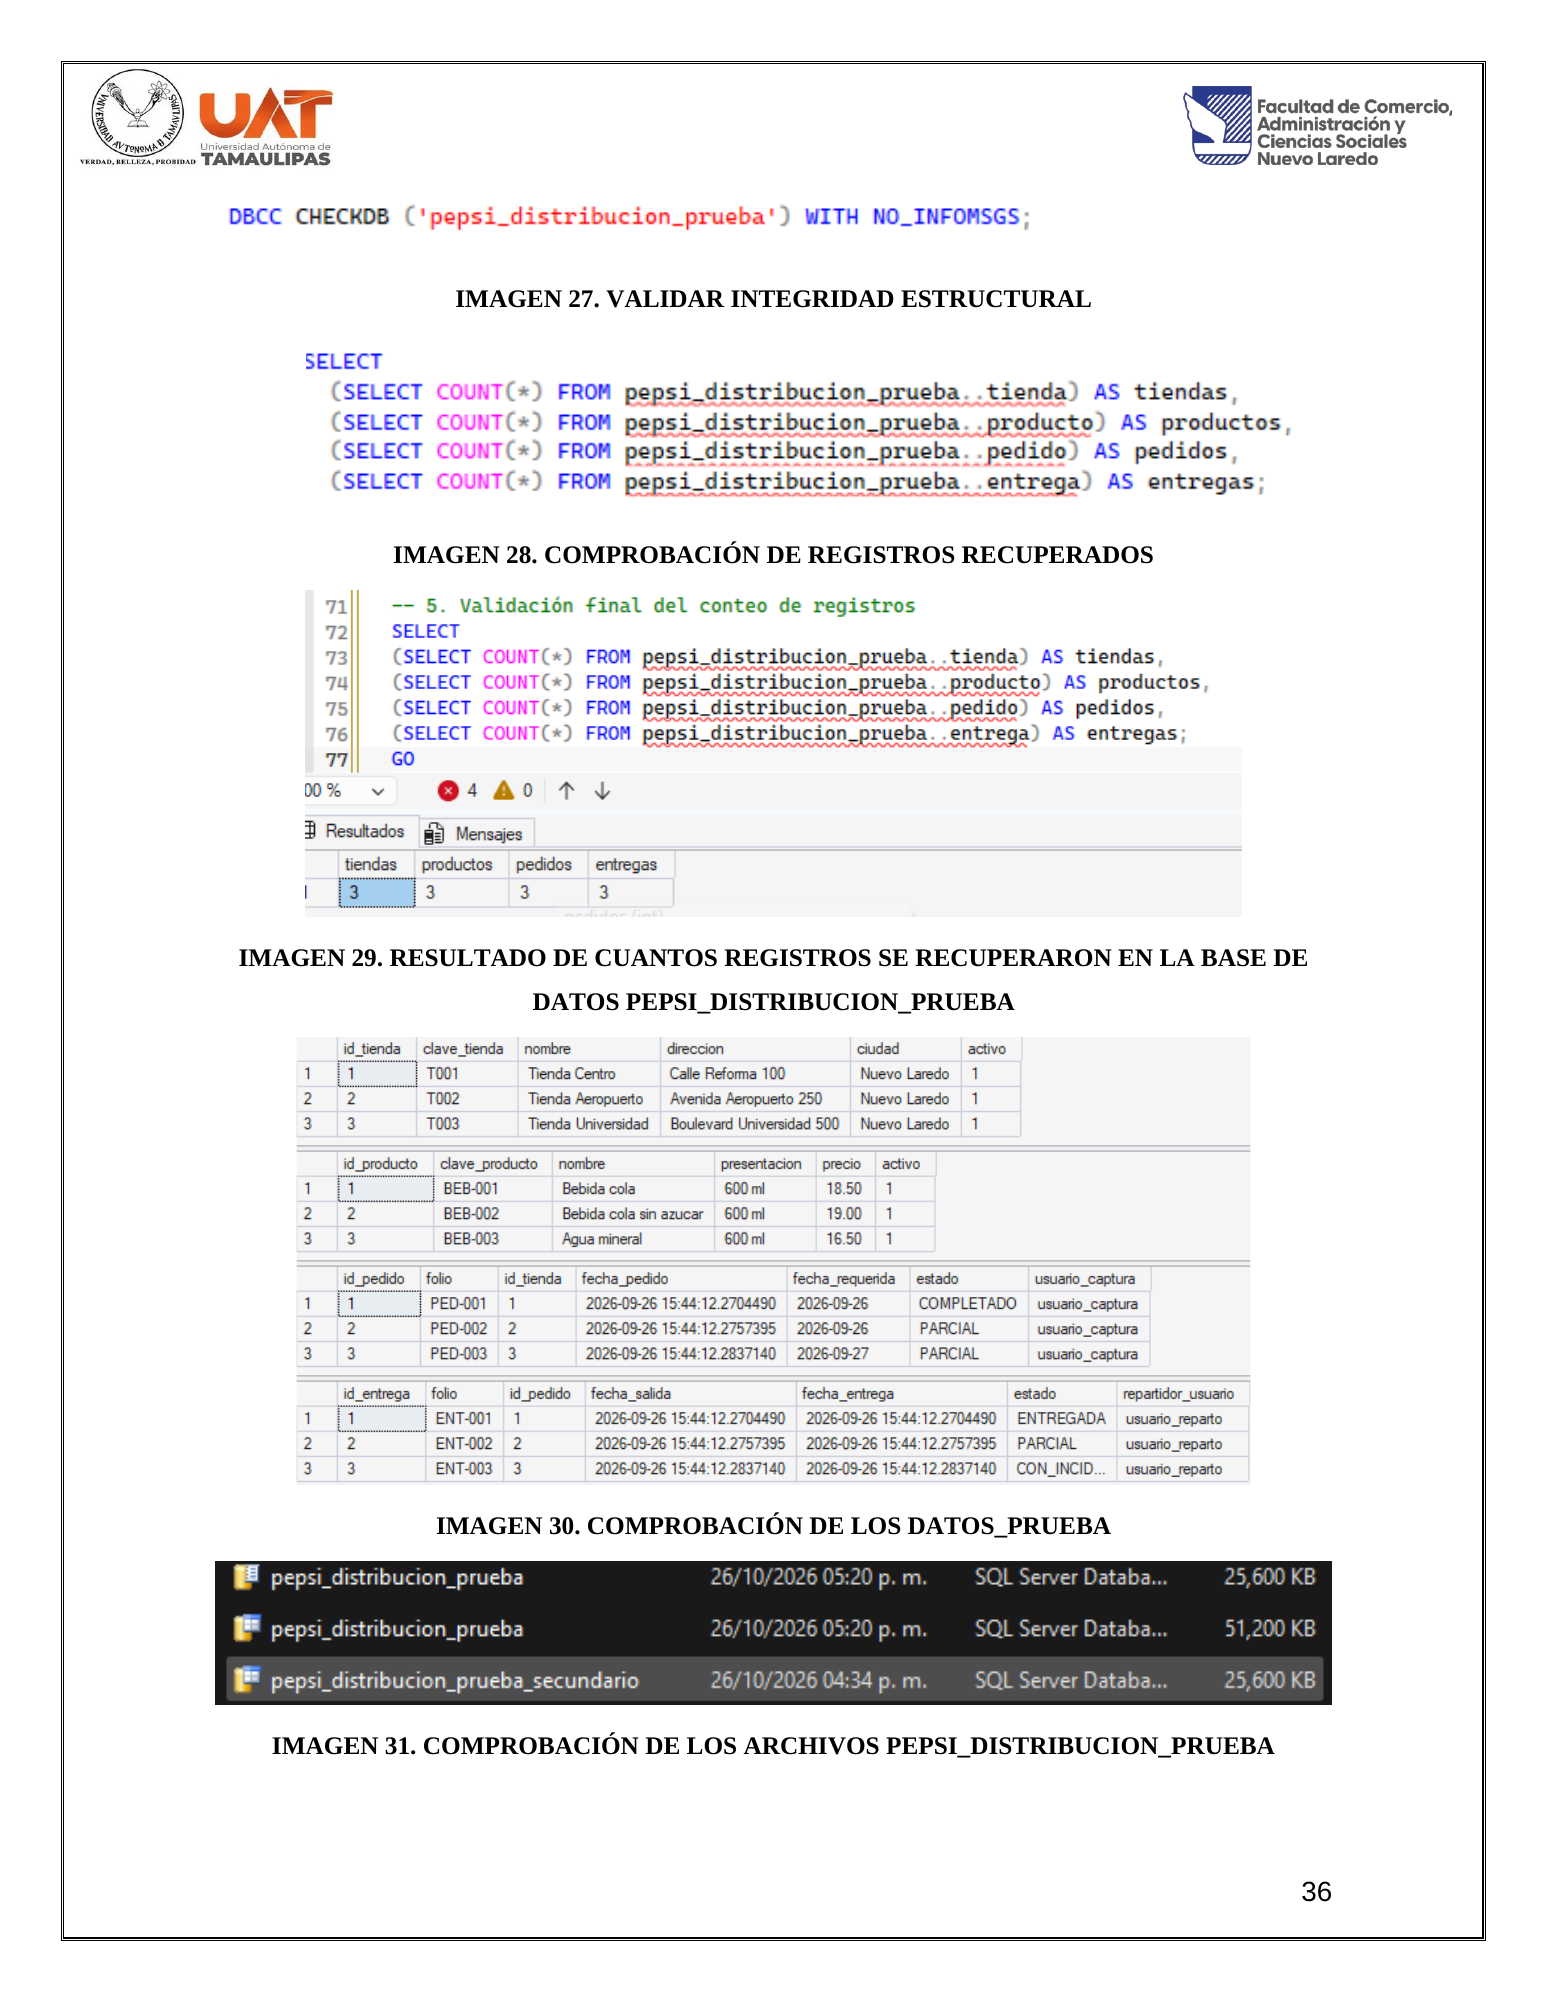 UNIVERSIDAD AUTONOMA DE TAMAULIPAS
VERDAD, BELLEZA, PROBIDAD
UAT
Universidad Autónoma de
TAMAULIPAS
Facultad de Comercio,
Administración y
Ciencias Sociales
Nuevo Laredo
DBCC CHECKDB ('pepsi_distribucion_prueba') WITH NO_INFOMSGS;
IMAGEN 27. VALIDAR INTEGRIDAD ESTRUCTURAL
SELECT
(SELECT COUNT(*) FROM pepsi_distribucion_prueba..tienda) AS tiendas,
(SELECT COUNT(*) FROM pepsi_distribucion_prueba..producto) AS productos,
(SELECT COUNT(*) FROM pepsi_distribucion_prueba..pedido) AS pedidos,
(SELECT COUNT(*) FROM pepsi_distribucion_prueba..entrega) AS entregas;
IMAGEN 28. COMPROBACIÓN DE REGISTROS RECUPERADOS
71 -- 5. Validación final del conteo de registros
72 SELECT
73 (SELECT COUNT(*) FROM pepsi_distribucion_prueba..tienda) AS tiendas,
74 (SELECT COUNT(*) FROM pepsi_distribucion_prueba..producto) AS productos,
75 (SELECT COUNT(*) FROM pepsi_distribucion_prueba..pedido) AS pedidos,
76 (SELECT COUNT(*) FROM pepsi_distribucion_prueba..entrega) AS entregas;
77 GO
00 % 4 0
Resultados Mensajes
tiendas productos pedidos entregas
1 3 3 3 3
IMAGEN 29. RESULTADO DE CUANTOS REGISTROS SE RECUPERARON EN LA BASE DE
DATOS PEPSI_DISTRIBUCION_PRUEBA
id_tienda clave_tienda nombre direccion ciudad activo
1 1 T001 Tienda Centro Calle Reforma 100 Nuevo Laredo 1
2 2 T002 Tienda Aeropuerto Avenida Aeropuerto 250 Nuevo Laredo 1
3 3 T003 Tienda Universidad Boulevard Universidad 500 Nuevo Laredo 1
id_producto clave_producto nombre presentacion precio activo
1 1 BEB-001 Bebida cola 600 ml 18.50 1
2 2 BEB-002 Bebida cola sin azucar 600 ml 19.00 1
3 3 BEB-003 Agua mineral 600 ml 16.50 1
id_pedido folio id_tienda fecha_pedido fecha_requerida estado usuario_captura
1 1 PED-001 1 2026-09-26 15:44:12.2704490 2026-09-26 COMPLETADO usuario_captura
2 2 PED-002 2 2026-09-26 15:44:12.2757395 2026-09-26 PARCIAL usuario_captura
3 3 PED-003 3 2026-09-26 15:44:12.2837140 2026-09-27 PARCIAL usuario_captura
id_entrega folio id_pedido fecha_salida fecha_entrega estado repartidor_usuario
1 1 ENT-001 1 2026-09-26 15:44:12.2704490 2026-09-26 15:44:12.2704490 ENTREGADA usuario_reparto
2 2 ENT-002 2 2026-09-26 15:44:12.2757395 2026-09-26 15:44:12.2757395 PARCIAL usuario_reparto
3 3 ENT-003 3 2026-09-26 15:44:12.2837140 2026-09-26 15:44:12.2837140 CON_INCID... usuario_reparto
IMAGEN 30. COMPROBACIÓN DE LOS DATOS_PRUEBA
pepsi_distribucion_prueba 26/10/2026 05:20 p. m. SQL Server Databa... 25,600 KB
pepsi_distribucion_prueba 26/10/2026 05:20 p. m. SQL Server Databa... 51,200 KB
pepsi_distribucion_prueba_secundario 26/10/2026 04:34 p. m. SQL Server Databa... 25,600 KB
IMAGEN 31. COMPROBACIÓN DE LOS ARCHIVOS PEPSI_DISTRIBUCION_PRUEBA
36